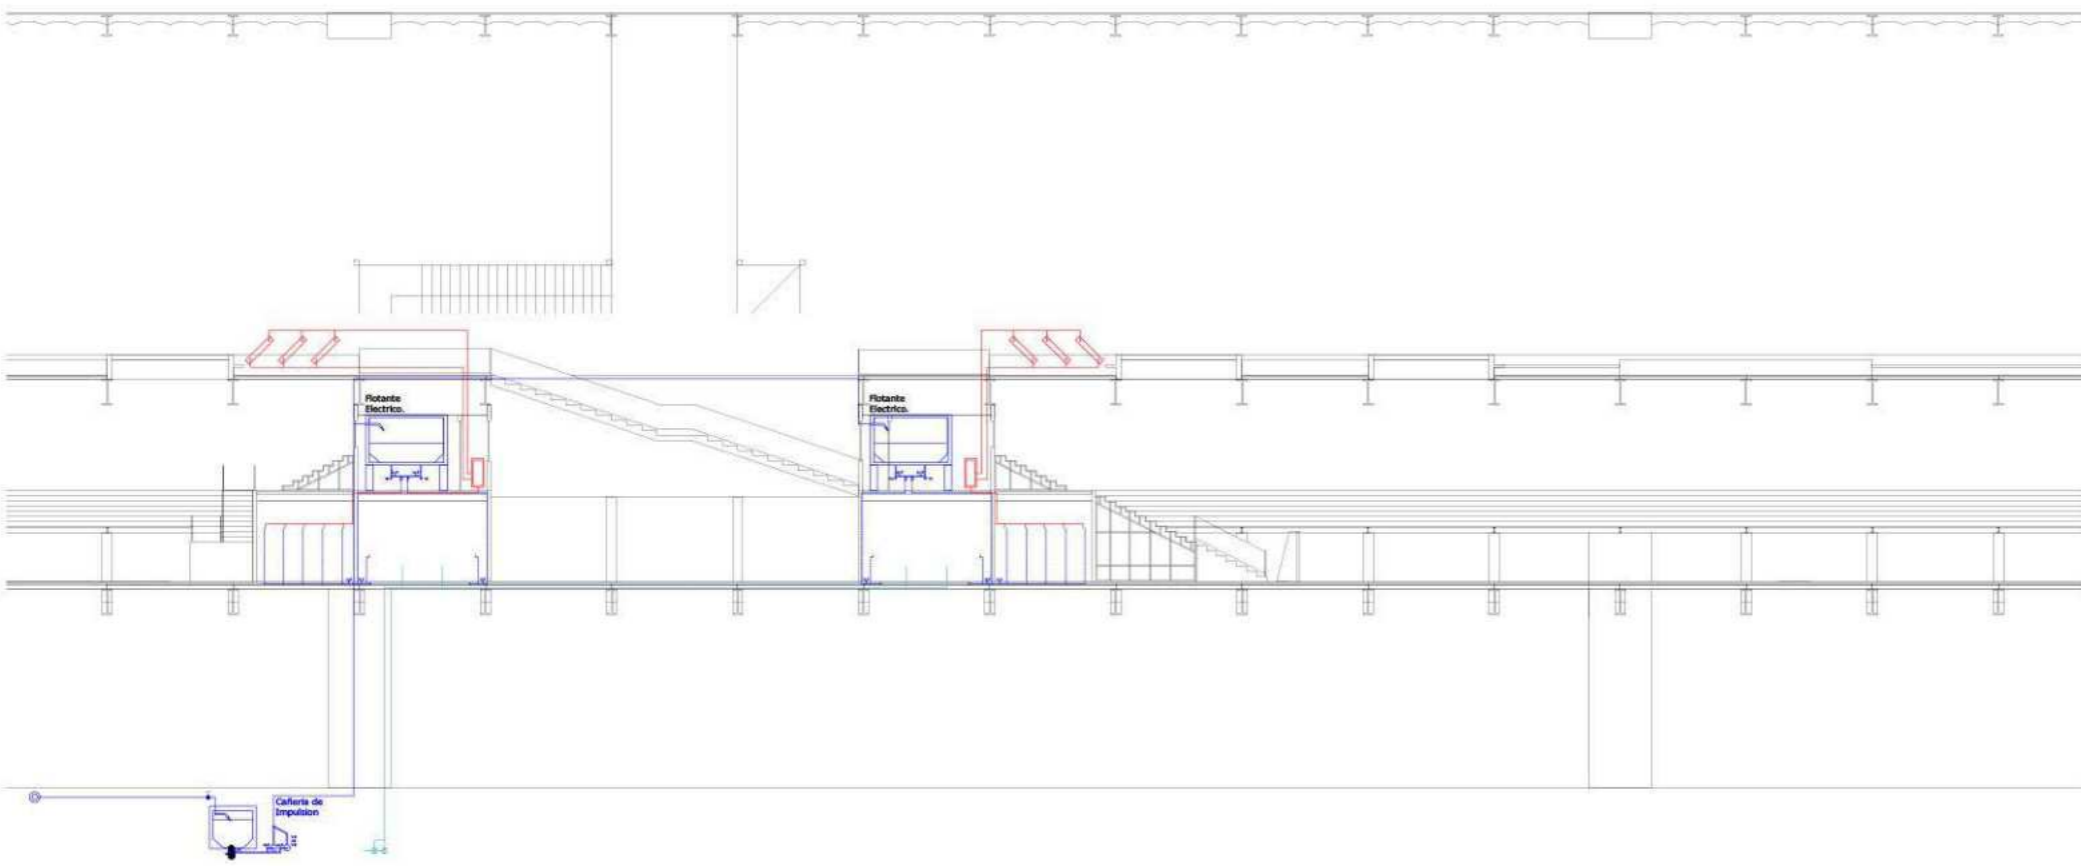 Flotante
Electrico.
Flotante
Electrico.
Cañeria de
Impulsion